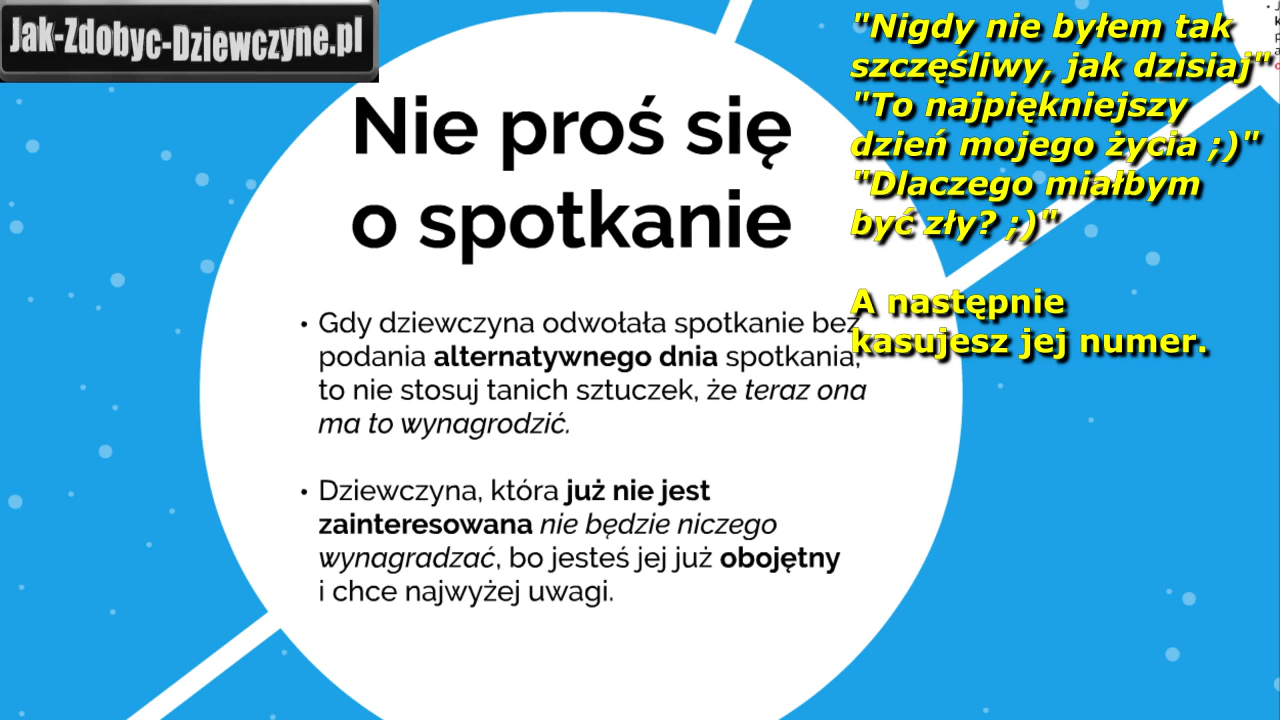 Jak-Zdobyc-Dziewczyne.pl
Nie proś się
o spotkanie
• Gdy dziewczyna odwołała spotkanie bez
podania alternatywnego dnia spotkania,
to nie stosuj tanich sztuczek, że teraz ona
ma to wynagrodzić.
• Dziewczyna, która już nie jest
zainteresowana nie będzie niczego
wynagradzać, bo jesteś jej już obojętny
i chce najwyżej uwagi.
"Nigdy nie byłem tak
szczęśliwy, jak dzisiaj"
"To najpiękniejszy
dzień mojego życia ;)"
"Dlaczego miałbym
być zły? ;)"
A następnie
kasujesz jej numer.